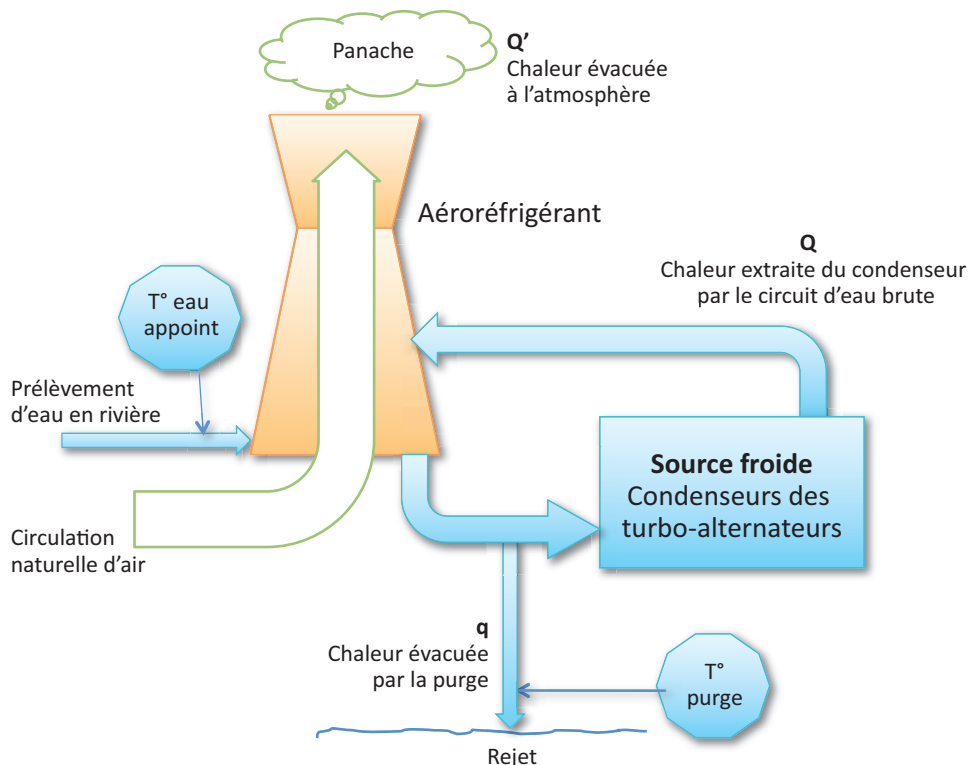 Panache
Q’
Chaleur évacuée
à l’atmosphère
Aéroréfrigérant
Q
Chaleur extraite du condenseur
par le circuit d’eau brute
T° eau
appoint
Prélèvement
d’eau en rivière
Source froide
Condenseurs des
turbo-alternateurs
Circulation
naturelle d’air
q
Chaleur évacuée
par la purge
T°
purge
Rejet